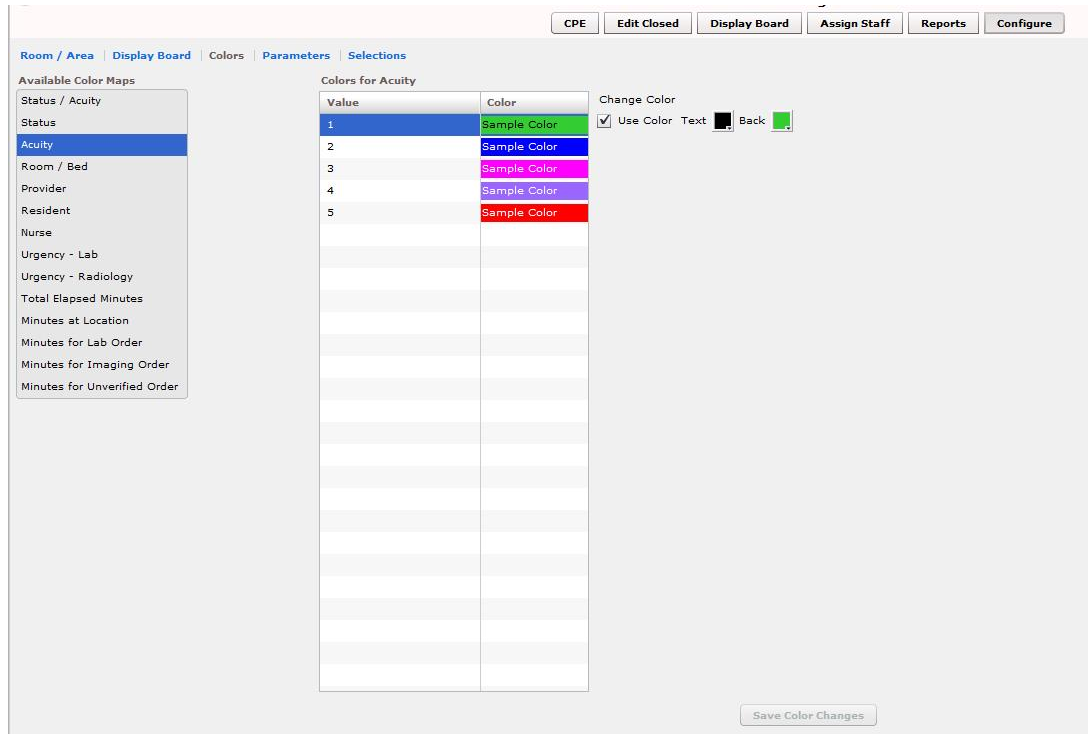 CPE Edit Closed Display Board Assign Staff Reports Configure
Room / Area Display Board Colors Parameters Selections
Available Color Maps
Status / Acuity
Status
Acuity
Room / Bed
Provider
Resident
Nurse
Urgency - Lab
Urgency - Radiology
Total Elapsed Minutes
Minutes at Location
Minutes for Lab Order
Minutes for Imaging Order
Minutes for Unverified Order
Colors for Acuity
Value Color
1 Sample Color
2 Sample Color
3 Sample Color
4 Sample Color
5 Sample Color
Change Color
Use Color Text Back
Save Color Changes